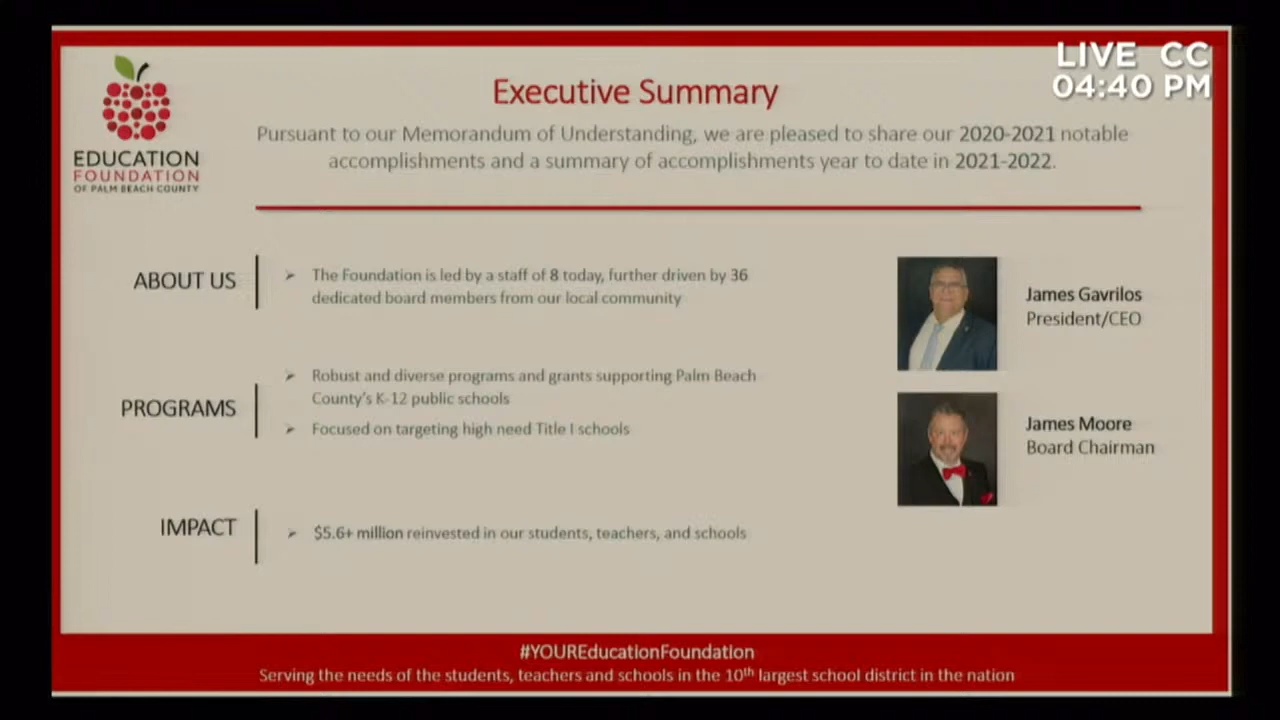 LIVE CC
04:40 PM
EDUCATION
FOUNDATION
OF PALM BEACH COUNTY
Executive Summary
Pursuant to our Memorandum of Understanding, we are pleased to share our 2020-2021 notable
accomplishments and a summary of accomplishments year to date in 2021-2022.
ABOUT US
➢ The Foundation is led by a staff of 8 today, further driven by 36
dedicated board members from our local community
James Gavrilos
President/CEO
PROGRAMS
➢ Robust and diverse programs and grants supporting Palm Beach
County's K-12 public schools
➢ Focused on targeting high need Title I schools
James Moore
Board Chairman
IMPACT
➢ $5.6+ million reinvested in our students, teachers, and schools
#YOUREducationFoundation
Serving the needs of the students, teachers and schools in the 10th largest school district in the nation